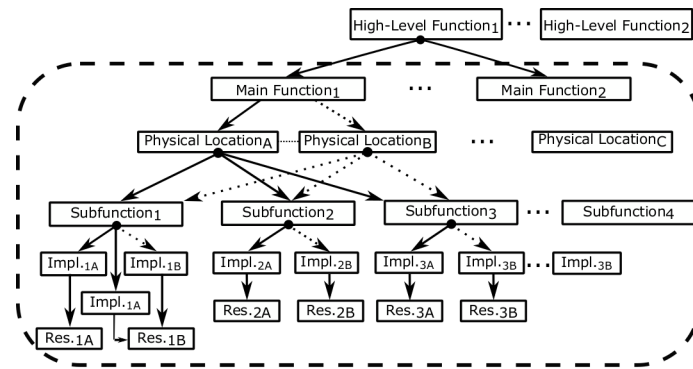 High-Level Function1 ... High-Level Function2
Main Function1 ... Main Function2
Physical LocationA Physical LocationB ... Physical LocationC
Subfunction1 Subfunction2 Subfunction3 ... Subfunction4
Impl.1A Impl.1B Impl.2A Impl.2B Impl.3A Impl.3B ... Impl.3B
Impl.1A
Res.1A Res.1B Res.2A Res.2B Res.3A Res.3B